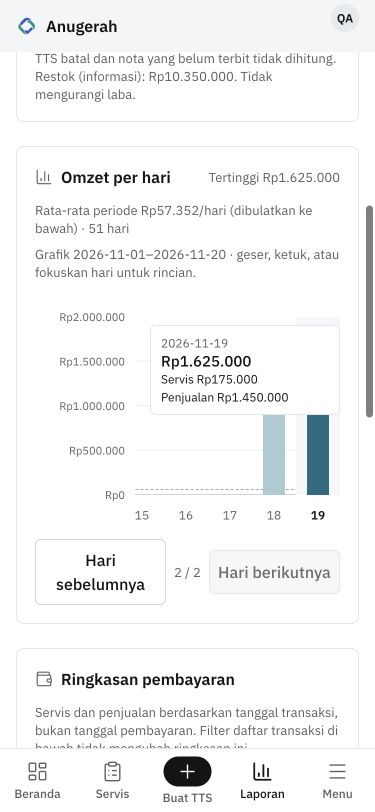 Anugerah
QA
TTS batal dan nota yang belum terbit tidak dihitung.
Restok (informasi): Rp10.350.000. Tidak
mengurangi laba.
Omzet per hari
Tertinggi Rp1.625.000
Rata-rata periode Rp57.352/hari (dibulatkan ke
bawah) · 51 hari
Grafik 2026-11-01–2026-11-20 · geser, ketuk, atau
fokuskan hari untuk rincian.
Rp2.000.000
Rp1.500.000
Rp1.000.000
Rp500.000
Rp0
2026-11-19
Rp1.625.000
Servis Rp175.000
Penjualan Rp1.450.000
15 16 17 18 19
Hari
sebelumnya
2 / 2
Hari berikutnya
Ringkasan pembayaran
Servis dan penjualan berdasarkan tanggal transaksi,
bukan tanggal pembayaran. Filter daftar transaksi di
bawah tidak mengubah ringkasan ini.
Beranda
Servis
Buat TTS
Laporan
Menu